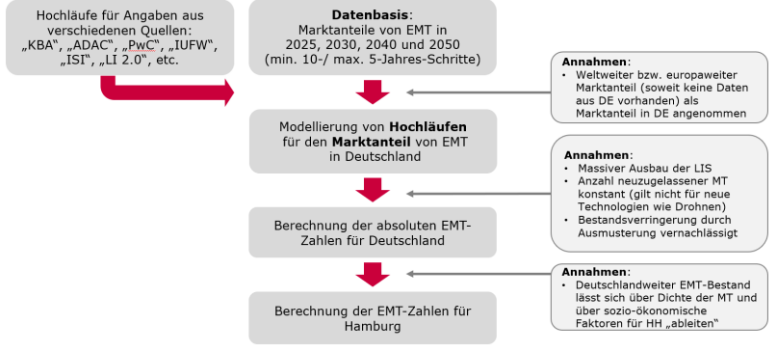 Hochläufe für Angaben aus
verschiedenen Quellen:
„KBA“, „ADAC“, „PwC“, „IUFW“,
„ISI“, „LI 2.0“, etc.
Datenbasis:
Marktanteile von EMT in
2025, 2030, 2040 und 2050
(min. 10-/ max. 5-Jahres-Schritte)
Annahmen:
• Weltweiter bzw. europaweiter
Marktanteil (soweit keine Daten
aus DE vorhanden) als
Marktanteil in DE angenommen
Modellierung von Hochläufen
für den Marktanteil von EMT
in Deutschland
Annahmen:
• Massiver Ausbau der LIS
• Anzahl neuzugelassener MT
konstant (gilt nicht für neue
Technologien wie Drohnen)
• Bestandsverringerung durch
Ausmusterung vernachlässigt
Berechnung der absoluten EMT-
Zahlen für Deutschland
Annahmen:
• Deutschlandweiter EMT-Bestand
lässt sich über Dichte der MT und
über sozio-ökonomische
Faktoren für HH „ableiten“
Berechnung der EMT-Zahlen für
Hamburg